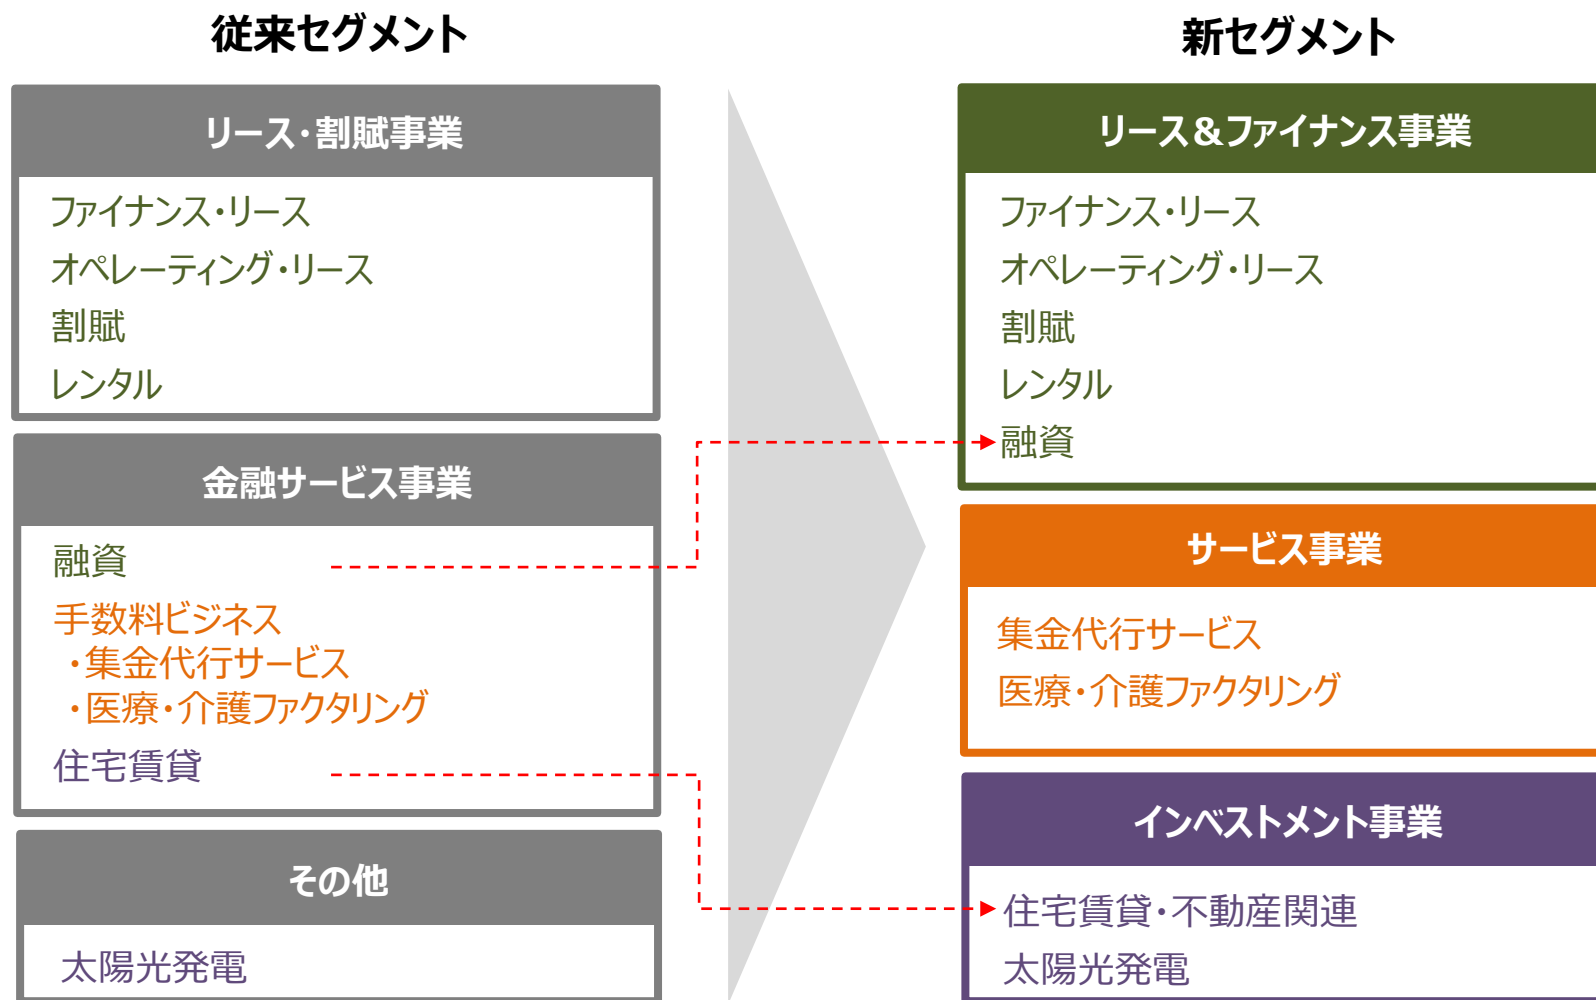 従来セグメント
リース・割賦事業
ファイナンス・リース
オペレーティング・リース
割賦
レンタル
金融サービス事業
融資
手数料ビジネス
・集金代行サービス
・医療・介護ファクタリング
住宅賃貸
その他
太陽光発電
新セグメント
リース&ファイナンス事業
ファイナンス・リース
オペレーティング・リース
割賦
レンタル
融資
サービス事業
集金代行サービス
医療・介護ファクタリング
インベストメント事業
住宅賃貸・不動産関連
太陽光発電